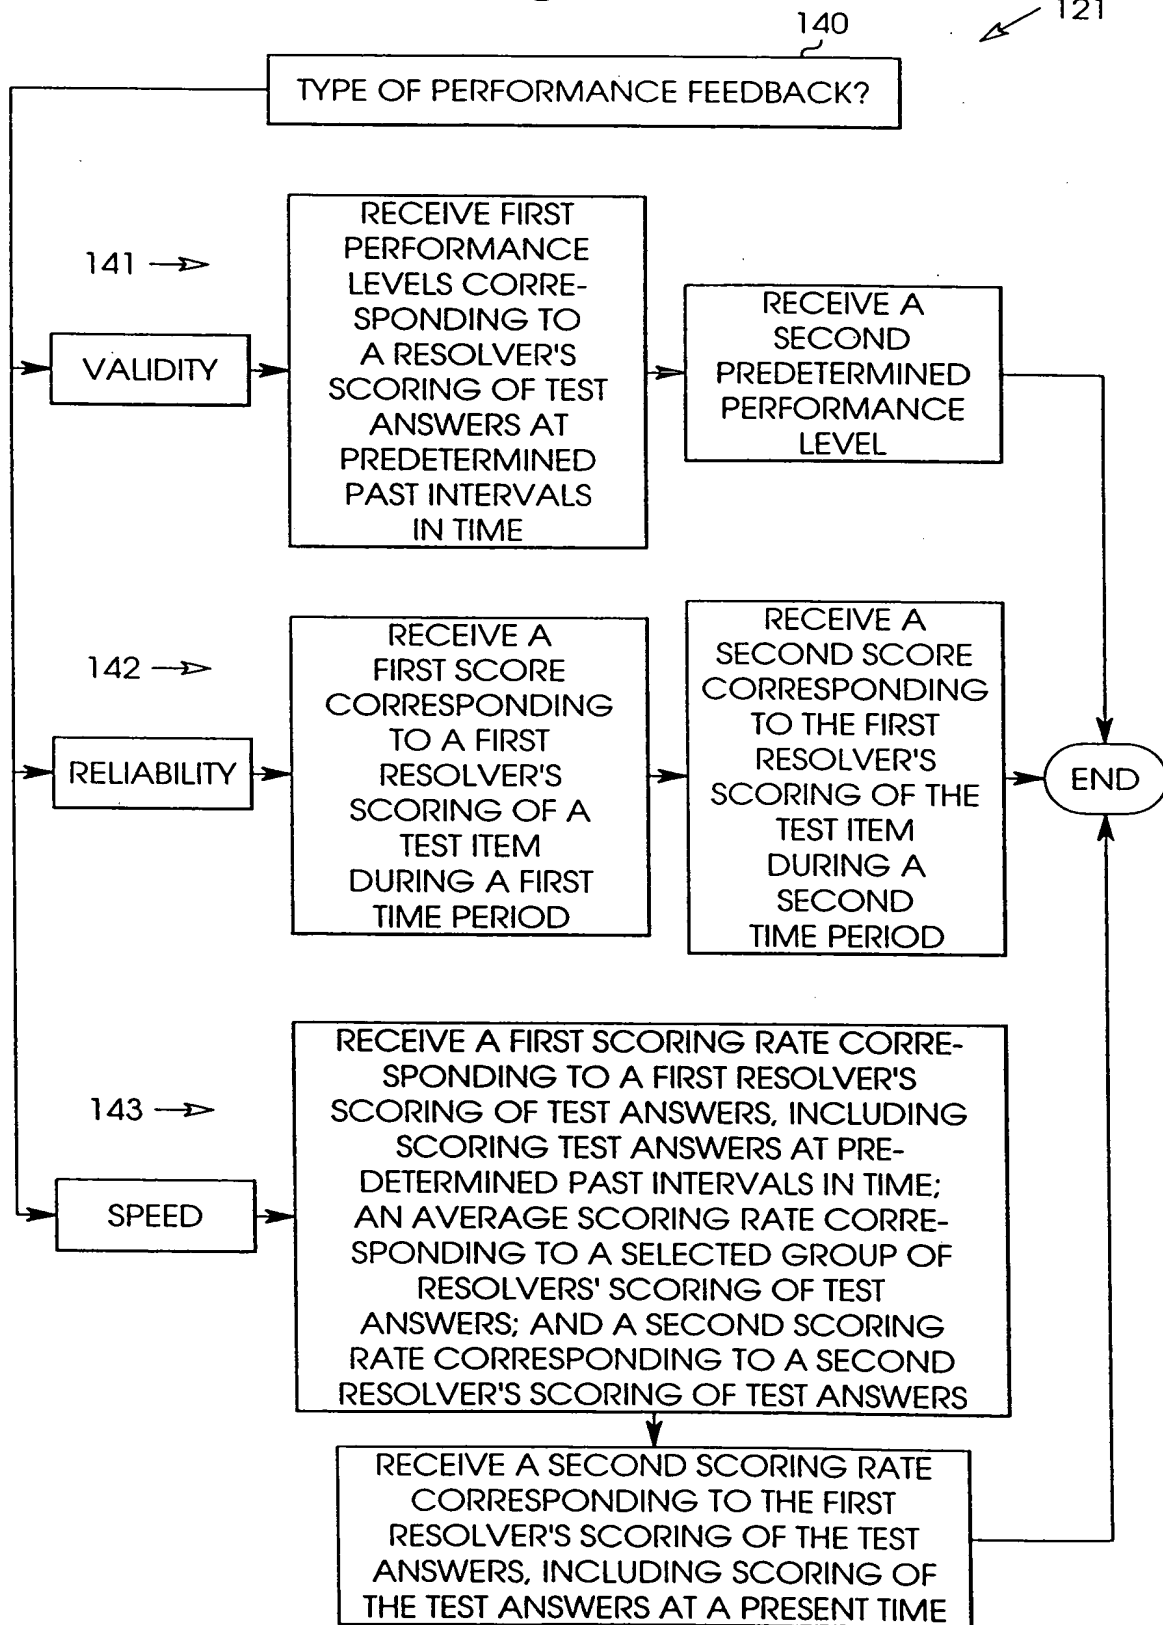 121
140
TYPE OF PERFORMANCE FEEDBACK?
141
VALIDITY
RECEIVE FIRST
PERFORMANCE
LEVELS CORRE-
SPONDING TO
A RESOLVER'S
SCORING OF TEST
ANSWERS AT
PREDETERMINED
PAST INTERVALS
IN TIME
RECEIVE A
SECOND
PREDETERMINED
PERFORMANCE
LEVEL
142
RELIABILITY
RECEIVE A
FIRST SCORE
CORRESPONDING
TO A FIRST
RESOLVER'S
SCORING OF A
TEST ITEM
DURING A FIRST
TIME PERIOD
RECEIVE A
SECOND SCORE
CORRESPONDING
TO THE FIRST
RESOLVER'S
SCORING OF THE
TEST ITEM
DURING A
SECOND
TIME PERIOD
END
143
SPEED
RECEIVE A FIRST SCORING RATE CORRE-
SPONDING TO A FIRST RESOLVER'S
SCORING OF TEST ANSWERS, INCLUDING
SCORING TEST ANSWERS AT PRE-
DETERMINED PAST INTERVALS IN TIME;
AN AVERAGE SCORING RATE CORRE-
SPONDING TO A SELECTED GROUP OF
RESOLVERS' SCORING OF TEST
ANSWERS; AND A SECOND SCORING
RATE CORRESPONDING TO A SECOND
RESOLVER'S SCORING OF TEST ANSWERS
RECEIVE A SECOND SCORING RATE
CORRESPONDING TO THE FIRST
RESOLVER'S SCORING OF THE TEST
ANSWERS, INCLUDING SCORING OF
THE TEST ANSWERS AT A PRESENT TIME